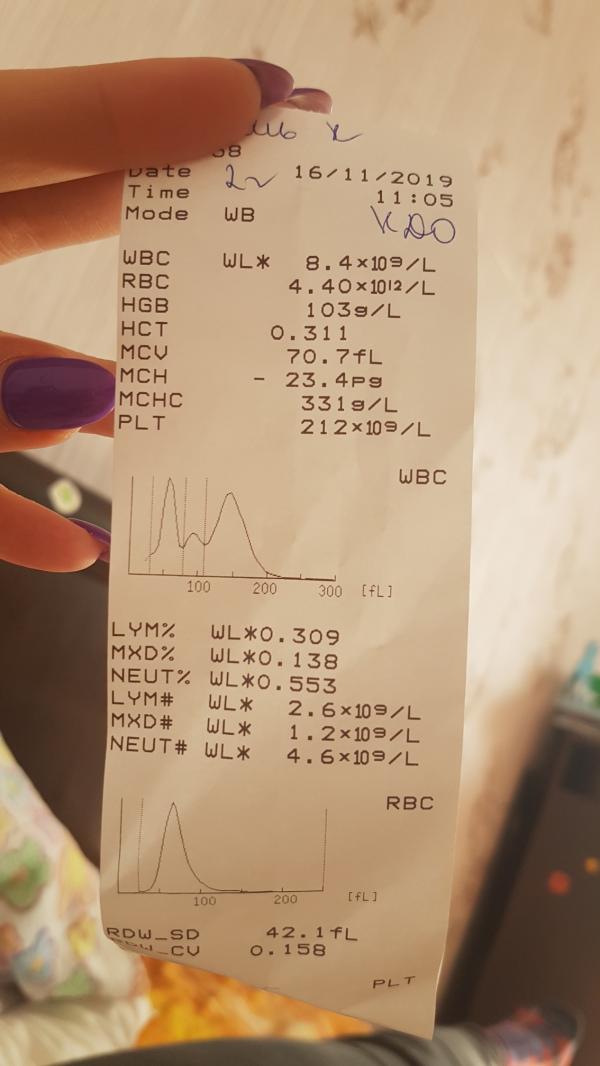 58
Date 16/11/2019
Time 11:05
Mode WB
WBC WL* 8.4×10⁹/L
RBC 4.40×10¹²/L
HGB 103g/L
HCT 0.311
MCV 70.7fL
MCH - 23.4pg
MCHC 331g/L
PLT 212×10⁹/L
WBC
100 200 300 [fL]
LYM% WL*0.309
MXD% WL*0.138
NEUT% WL*0.553
LYM# WL* 2.6×10⁹/L
MXD# WL* 1.2×10⁹/L
NEUT# WL* 4.6×10⁹/L
RBC
100 200 [fL]
RDW_SD 42.1fL
RDW_CV 0.158
PLT